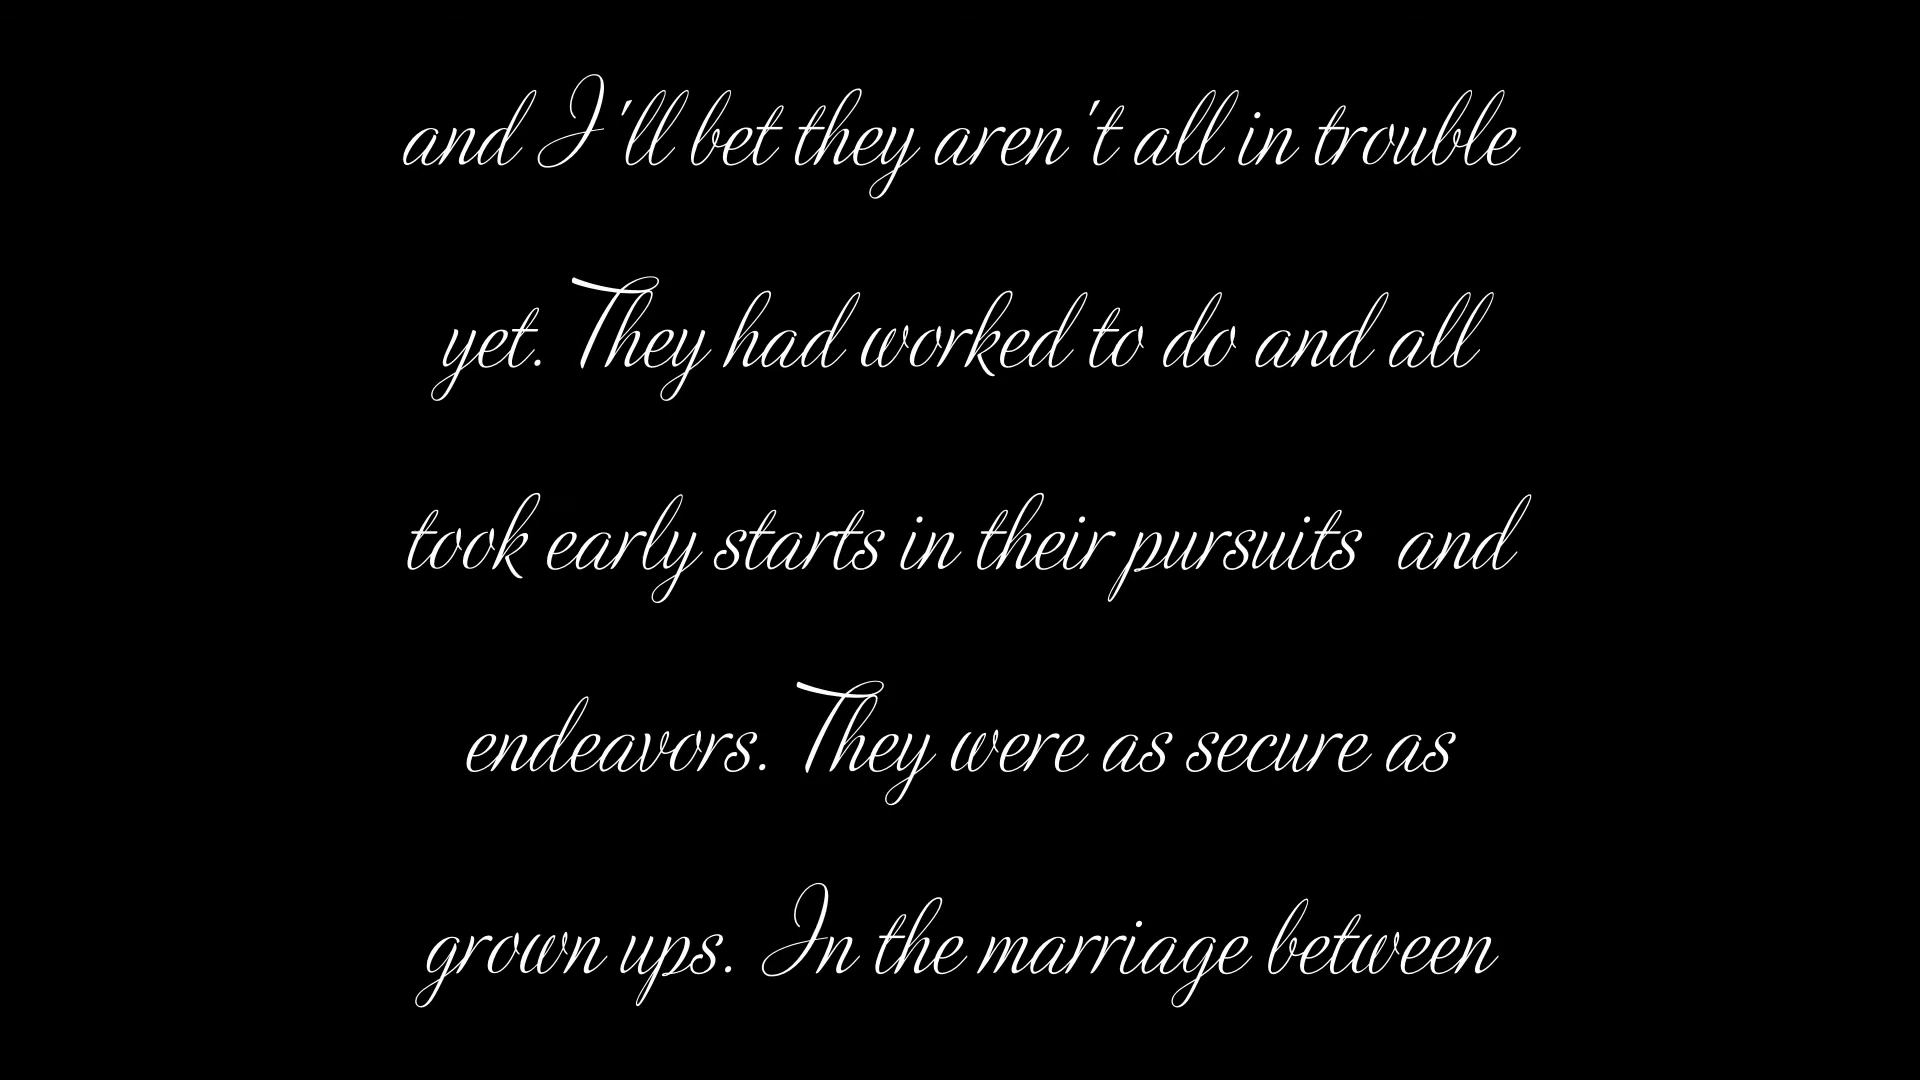 and I'll bet they aren't all in trouble
yet. They had worked to do and all
took early starts in their pursuits  and
endeavors. They were as secure as
grown ups. In the marriage between